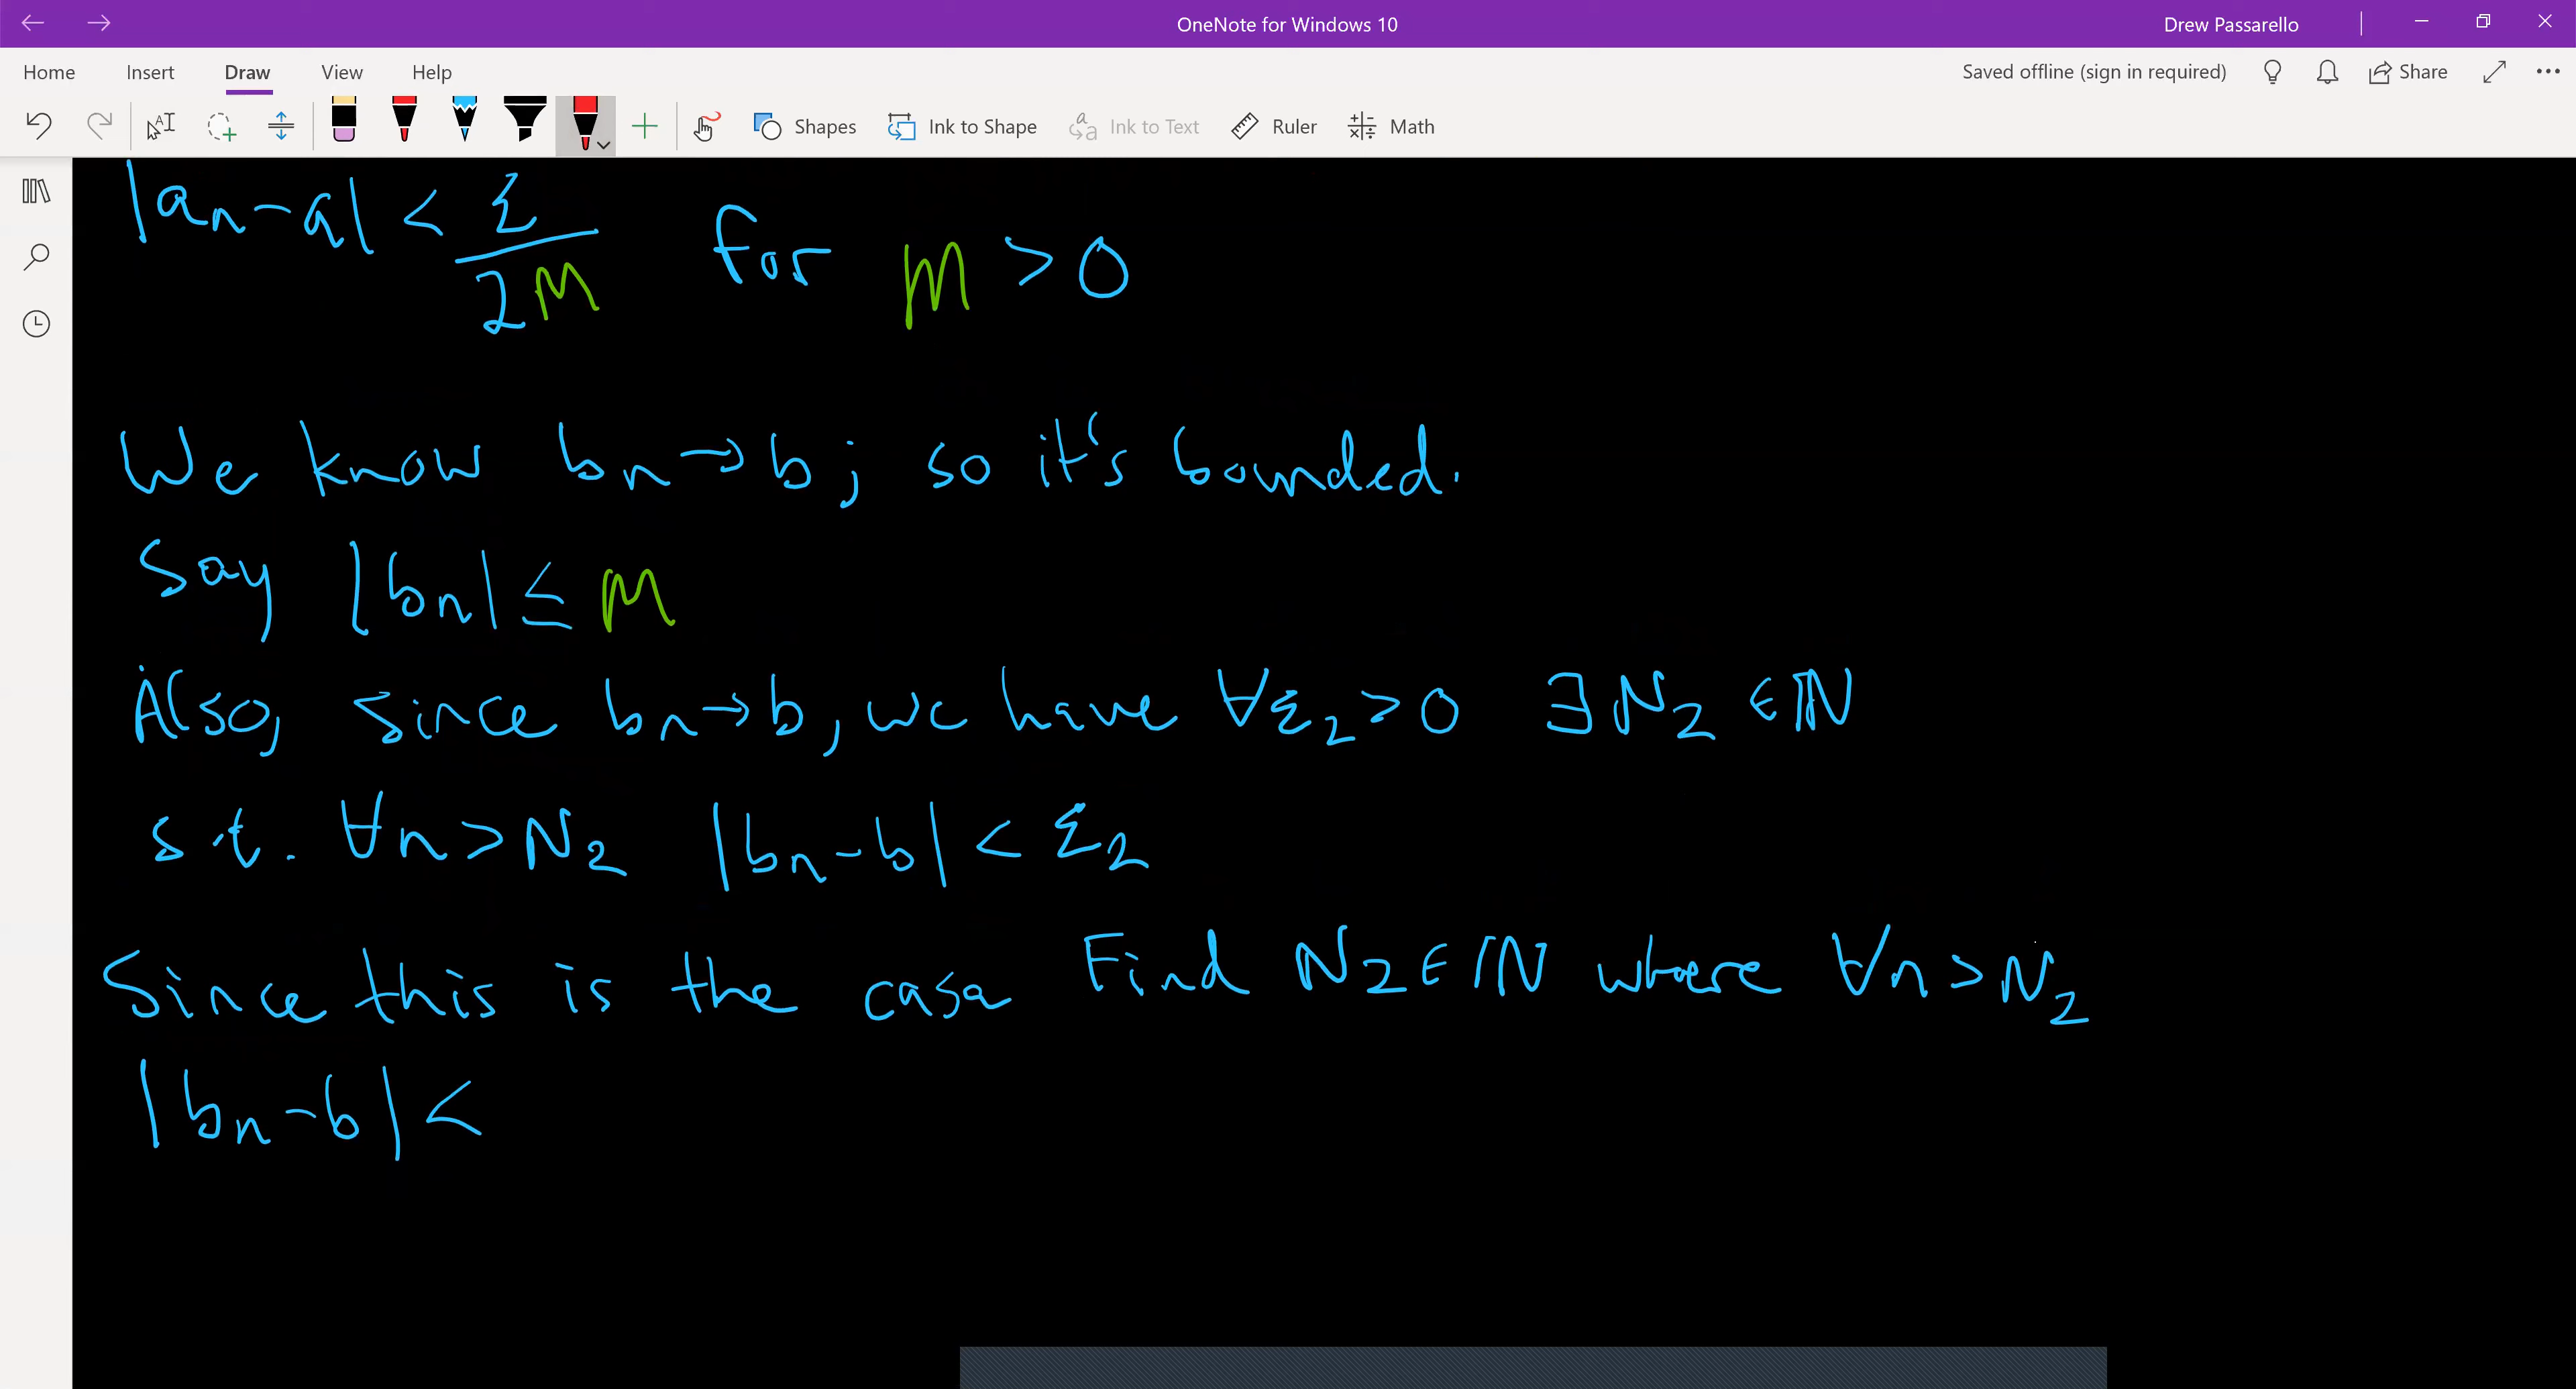 OneNote for Windows 10
Drew Passarello
Home Insert Draw View Help
Saved offline (sign in required) Share
Shapes Ink to Shape Ink to Text Ruler Math
|aₙ-a| < ε/2M for M > 0
We know bₙ→b; so it's bounded.
Say |bₙ| ≤ M
Also, since bₙ→b, we have ∀ε₂>0 ∃N₂∈ℕ
s.t. ∀n>N₂ |bₙ-b| < ε₂
Since this is the case Find N₂∈ℕ where ∀n>N₂
|bₙ-b| <